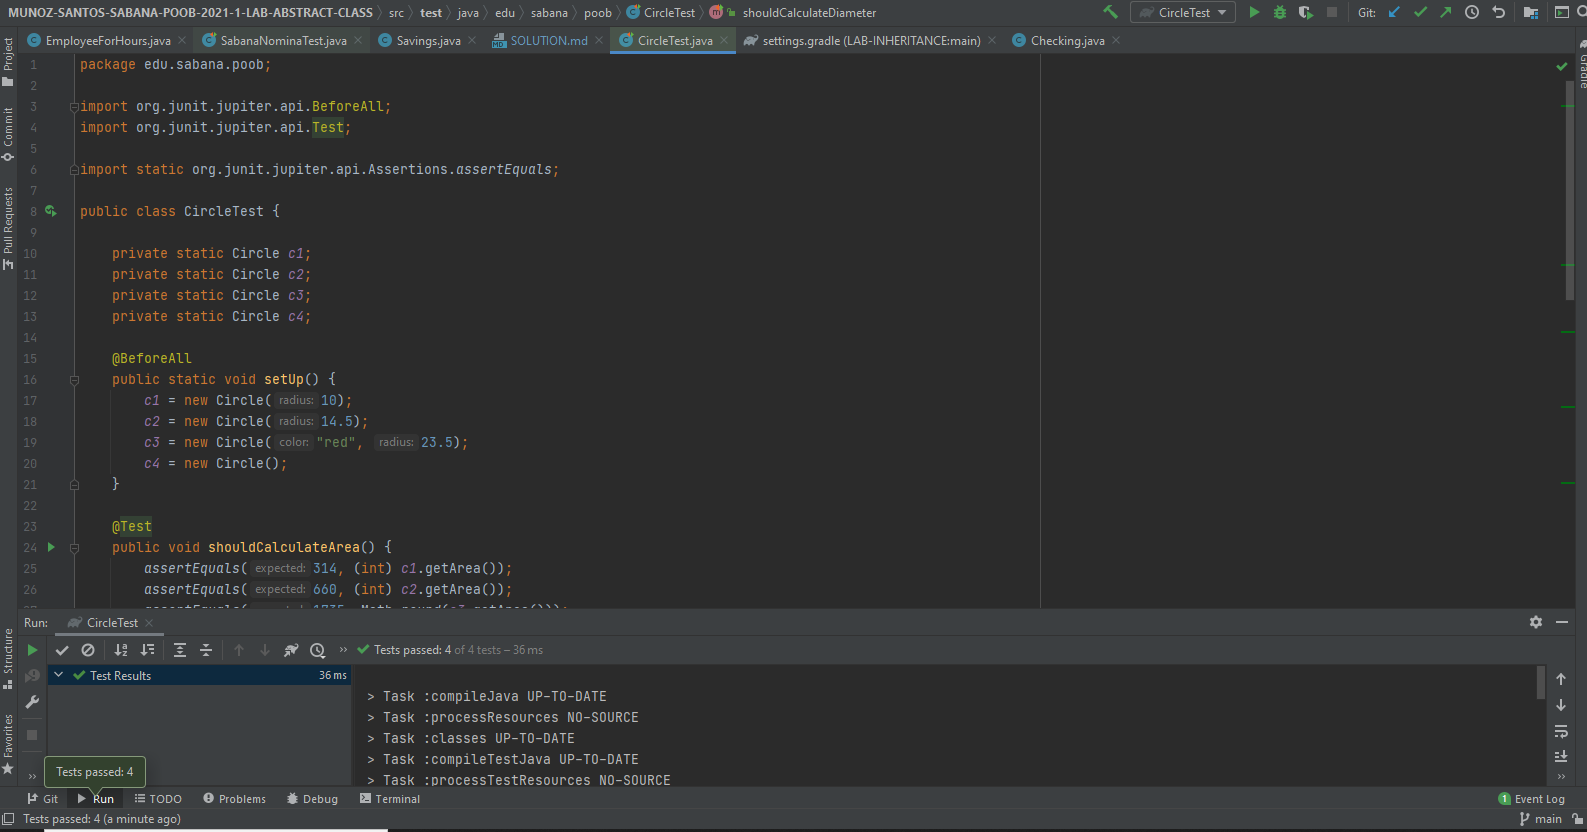 MUNOZ-SANTOS-SABANA-POOB-2021-1-LAB-ABSTRACT-CLASS src test java edu sabana poob CircleTest shouldCalculateDiameter CircleTest Git:
EmployeeForHours.java SabanaNominaTest.java Savings.java SOLUTION.md CircleTest.java settings.gradle (LAB-INHERITANCE:main) Checking.java
Project
Commit
Pull Requests
Structure
Favorites
Gradle
1 package edu.sabana.poob;
2
3 import org.junit.jupiter.api.BeforeAll;
4 import org.junit.jupiter.api.Test;
5
6 import static org.junit.jupiter.api.Assertions.assertEquals;
7
8 public class CircleTest {
9
10 private static Circle c1;
11 private static Circle c2;
12 private static Circle c3;
13 private static Circle c4;
14
15 @BeforeAll
16 public static void setUp() {
17 c1 = new Circle( radius: 10);
18 c2 = new Circle( radius: 14.5);
19 c3 = new Circle( color: "red", radius: 23.5);
20 c4 = new Circle();
21 }
22
23 @Test
24 public void shouldCalculateArea() {
25 assertEquals( expected: 314, (int) c1.getArea());
26 assertEquals( expected: 660, (int) c2.getArea());
Run: CircleTest
Tests passed: 4 of 4 tests – 36 ms
Test Results 36 ms
> Task :compileJava UP-TO-DATE
> Task :processResources NO-SOURCE
> Task :classes UP-TO-DATE
> Task :compileTestJava UP-TO-DATE
> Task :processTestResources NO-SOURCE
Tests passed: 4
Git Run TODO Problems Debug Terminal 1 Event Log
Tests passed: 4 (a minute ago) main